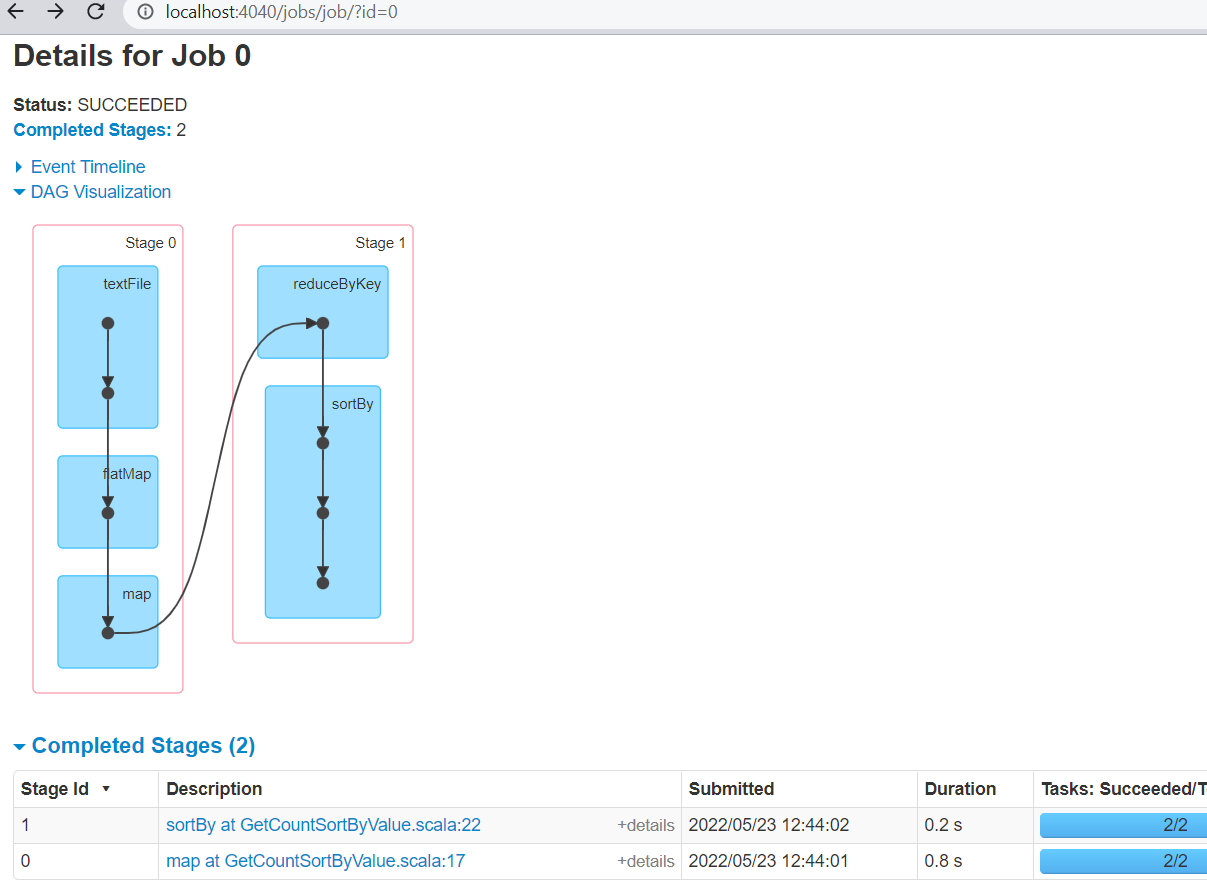 localhost:4040/jobs/job/?id=0
Details for Job 0
Status: SUCCEEDED
Completed Stages: 2
Event Timeline
DAG Visualization
Stage 0
textFile
flatMap
map
Stage 1
reduceByKey
sortBy
Completed Stages (2)
Stage Id Description Submitted Duration Tasks: Succeeded/T
1 sortBy at GetCountSortByValue.scala:22 +details 2022/05/23 12:44:02 0.2 s 2/2
0 map at GetCountSortByValue.scala:17 +details 2022/05/23 12:44:01 0.8 s 2/2